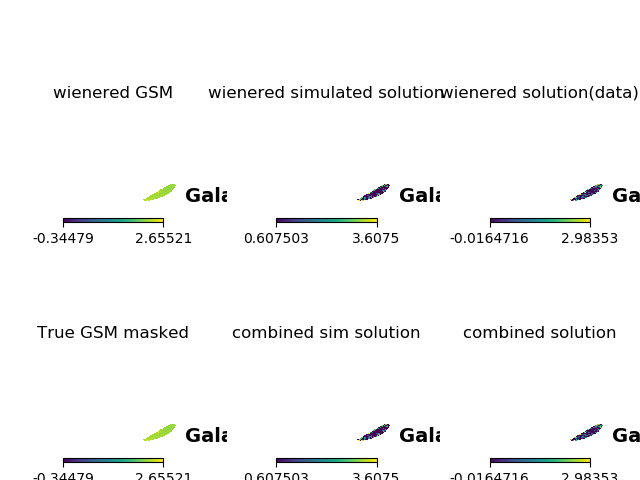 wienered GSM
wienered simulated solution
wienered solution(data)
Gala
Gala
Ga
-0.34479 2.65521
0.607503 3.6075
-0.0164716 2.98353
True GSM masked
combined sim solution
combined solution
Gala
Gala
Ga
-0.34479 2.65521
0.607503 3.6075
-0.0164716 2.98353